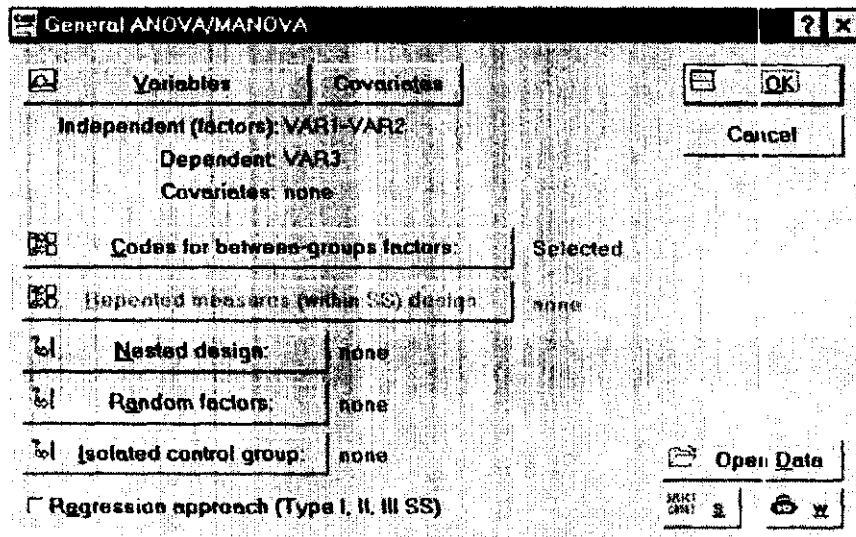 General ANOVA/MANOVA ? ×
Variables Covariates OK
Independent (factors): VAR1-VAR2 Cancel
Dependent: VAR3
Covariates: none
Codes for between-groups factors: Selected
Repeated measures (within SS) design: none
Nested design: none
Random factors: none
Isolated control group: none
Open Data
Regression approach (Type I, II, III SS) SELECT CASES S W